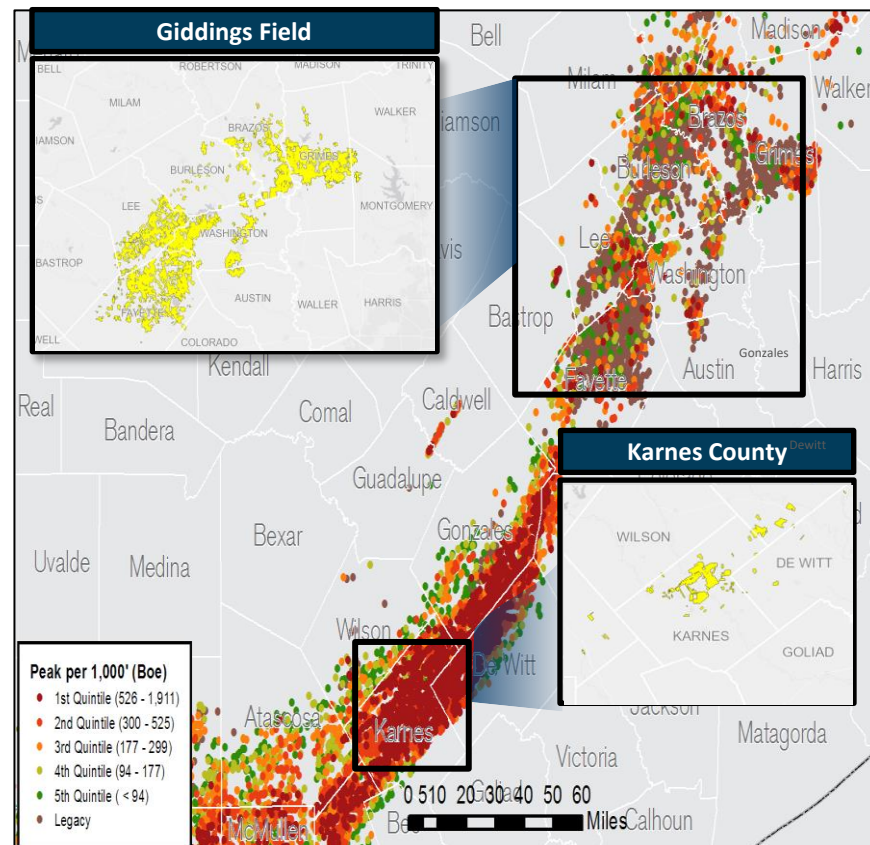 Giddings Field
BELL
ROBERTSON
MADISON
TRINITY
MILAM
WALKER
BRAZOS
GRIMES
BURLESON
LEE
MONTGOMERY
WASHINGTON
BASTROP
AUSTIN
WALLER
HARRIS
FAYETTE
COLORADO
Bell
Madison
Milam
Walker
Brazos
Grimes
Burleson
Lee
Washington
Bastrop
Austin
Gonzales
Harris
Fayette
Kendall
Real
Comal
Caldwell
Bandera
Guadalupe
Karnes County
Dewitt
WILSON
DE WITT
KARNES
GOLIAD
Gonzales
Bexar
Uvalde
Medina
Wilson
De Witt
Atascosa
Karnes
Jackson
Matagorda
Victoria
Goliad
McMullen
Calhoun
Peak per 1,000' (Boe)
1st Quintile (526 - 1,911)
2nd Quintile (300 - 525)
3rd Quintile (177 - 299)
4th Quintile (94 - 177)
5th Quintile ( < 94)
Legacy
0 5 10 20 30 40 50 60
Miles